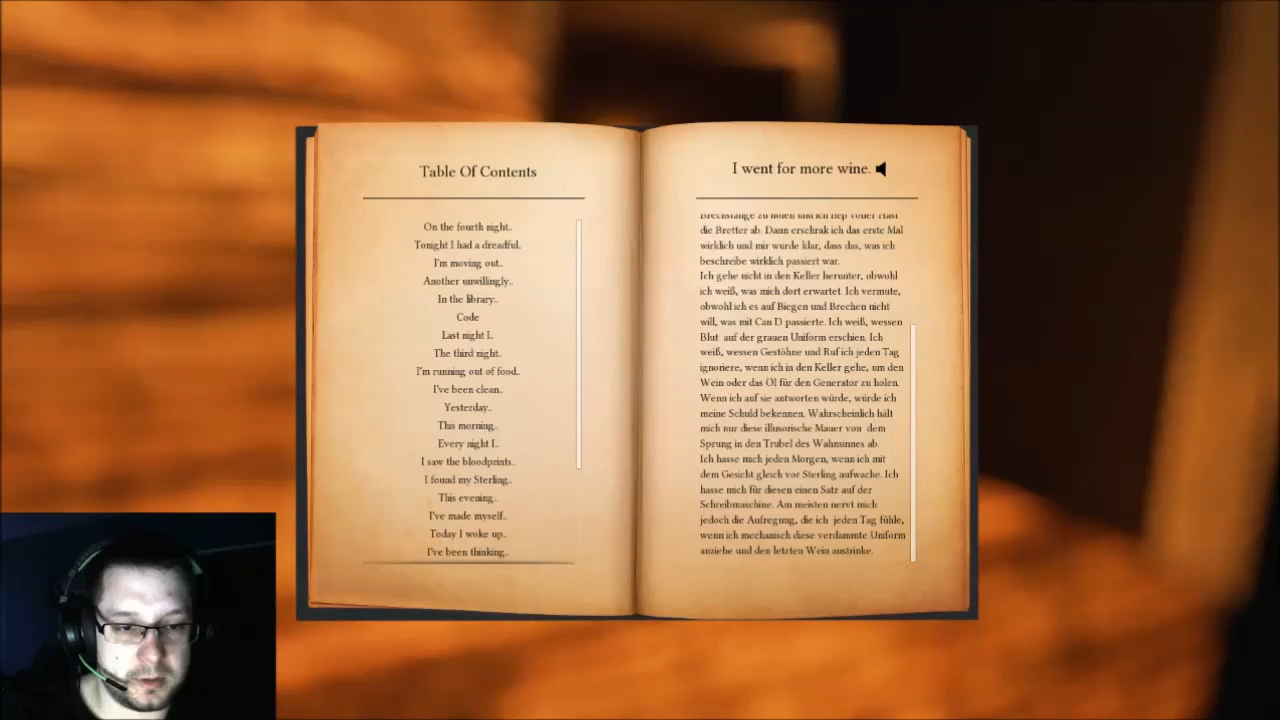 Table Of Contents
On the fourth night..
Tonight I had a dreadful..
I'm moving out..
Another unwillingly..
In the library..
Code
Last night I..
The third night..
I'm running out of food..
I've been clean..
Yesterday..
This morning..
Every night I..
I saw the bloodprints..
I found my Sterling..
This evening..
I've made myself..
Today I woke up..
I've been thinking..
I went for more wine.
Brechstange zu holen und ich riep voller Hast
die Bretter ab. Dann erschrak ich das erste Mal
wirklich und mir wurde klar, dass das, was ich
beschreibe wirklich passiert war.
Ich gehe nicht in den Keller herunter, obwohl
ich weiß, was mich dort erwartet. Ich vermute,
obwohl ich es auf Biegen und Brechen nicht
will, was mit Can D passierte. Ich weiß, wessen
Blut auf der grauen Uniform erschien. Ich
weiß, wessen Gestöhne und Ruf ich jeden Tag
ignoriere, wenn ich in den Keller gehe, um den
Wein oder das Öl für den Generator zu holen.
Wenn ich auf sie antworten würde, würde ich
meine Schuld bekennen. Wahrscheinlich hält
mich nur diese illusorische Mauer von dem
Sprung in den Trubel des Wahnsinnes ab.
Ich hasse mich jeden Morgen, wenn ich mit
dem Gesicht gleich vor Sterling aufwache. Ich
hasse mich für diesen einen Satz auf der
Schreibmaschine. Am meisten nervt mich
jedoch die Aufregung, die ich jeden Tag fühle,
wenn ich mechanisch diese verdammte Uniform
anziehe und den letzten Wein austrinke.